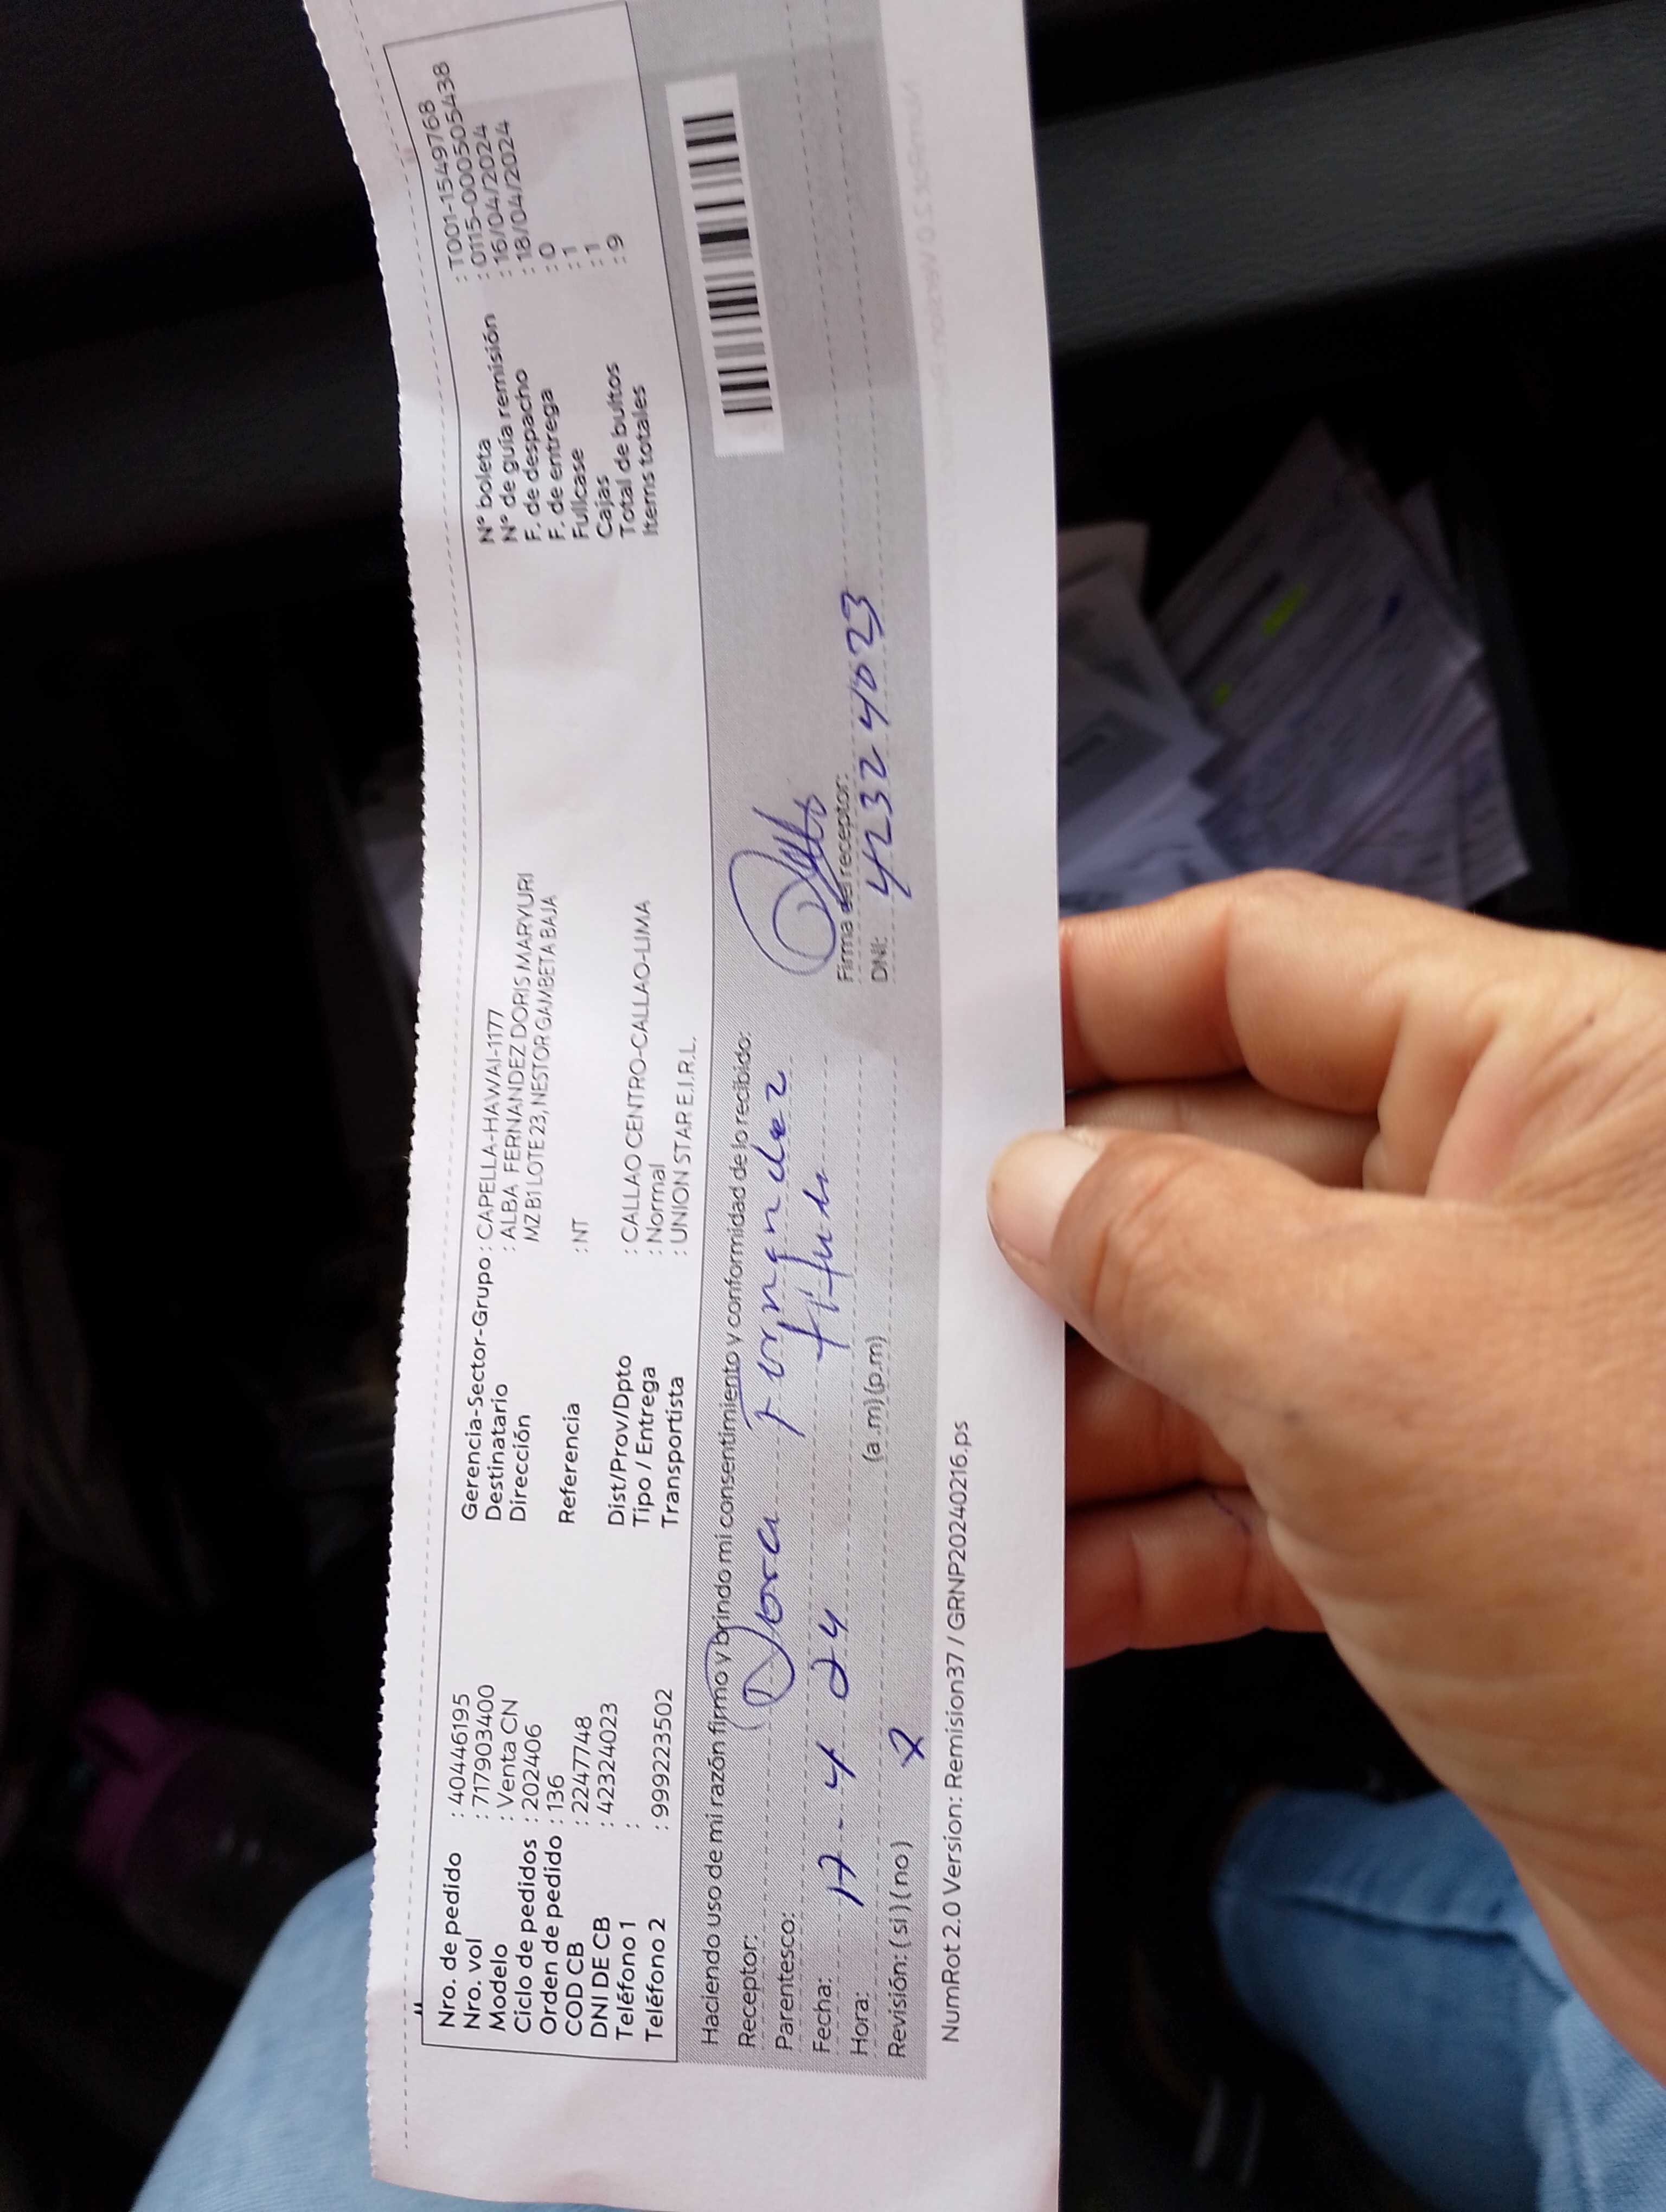 Nro. de pedido : 40446195
Nro. vol : 717903400
Modelo : Venta CN
Ciclo de pedidos : 202406
Orden de pedido : 136
COD CB : 2247748
DNI DE CB : 42324023
Teléfono 1 :
Teléfono 2 : 999223502
Gerencia-Sector-Grupo : CAPELLA-HAWAI-1177
Destinatario : ALBA FERNANDEZ DORIS MARYURI
Dirección MZ B1 LOTE 23, NESTOR GAMBETA BAJA
Referencia : NT
Dist/Prov/Dpto : CALLAO CENTRO-CALLAO-LIMA
Tipo / Entrega : Normal
Transportista : UNION STAR E.I.R.L.
N° boleta : T001-1549768
N° de guía remisión : 0115-0000505438
F. de despacho : 16/04/2024
F. de entrega : 18/04/2024
Fullcase : 0
Cajas : 1
Total de bultos : 1
Items totales : 9
Haciendo uso de mi razón firmo y brindo mi consentimiento y conformidad de lo recibido:
Receptor: Fernandez
Parentesco: titular
Fecha: 17-4 24
Hora: (a.m)(p.m)
Revisión: (si)(no) X
Firma del receptor:
DNI: 42324023
NumRot 2.0 Version: Remision37 / GRNP20240216.ps